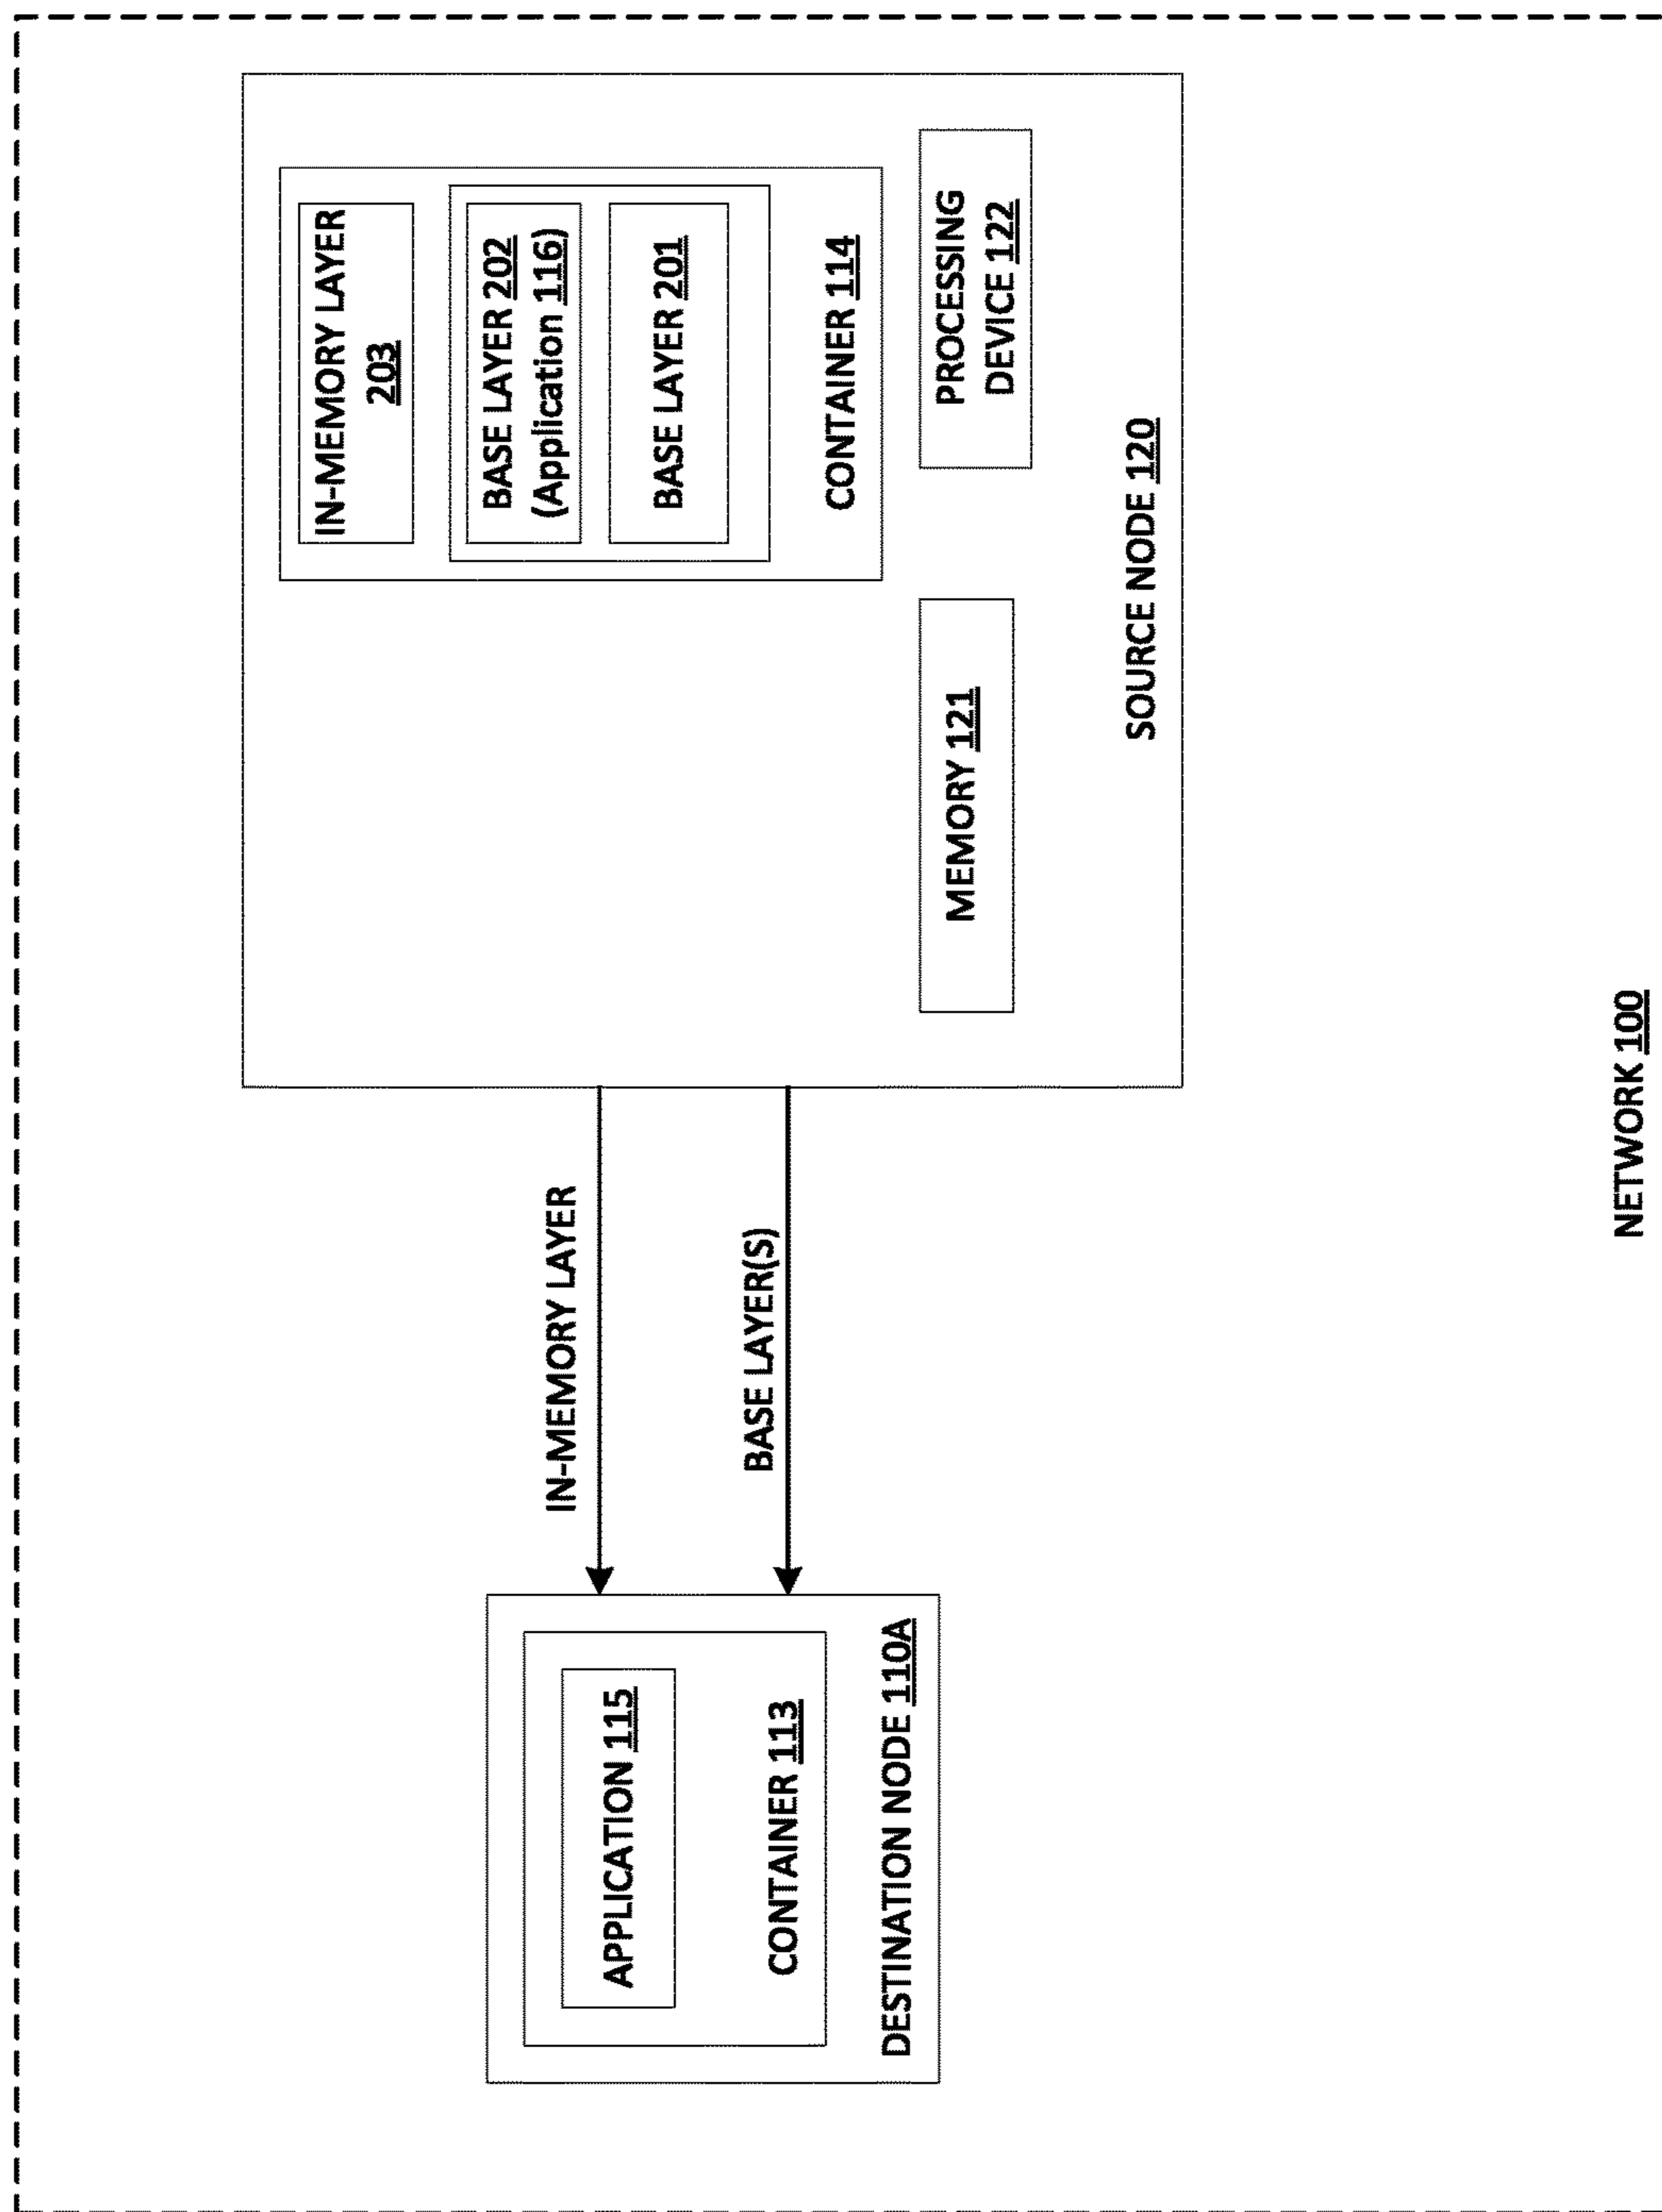 IN-MEMORY LAYER
203
BASE LAYER 202
(Application 116)
BASE LAYER 201
CONTAINER 114
PROCESSING
DEVICE 122
MEMORY 121
SOURCE NODE 120
IN-MEMORY LAYER
BASE LAYER(S)
APPLICATION 115
CONTAINER 113
DESTINATION NODE 110A
NETWORK 100